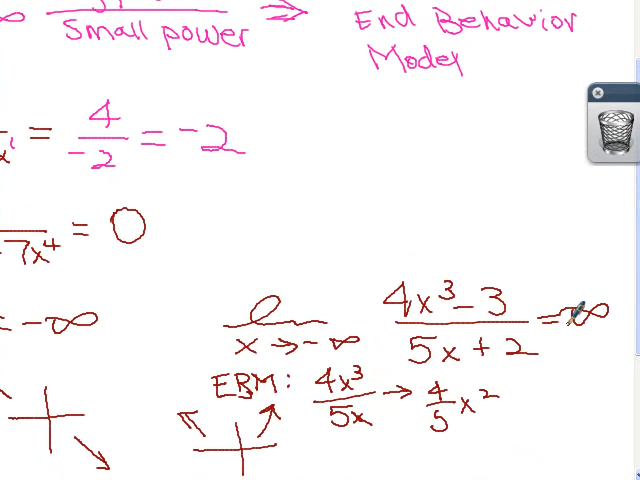 ∞ Small power ⇒ End Behavior
Model
x¹ = 4/-2 = -2
-7x⁴ = 0
= -∞
lim x → -∞ (4x³ - 3)/(5x + 2) = ∞
EBM: 4x³/5x → 4/5 x²